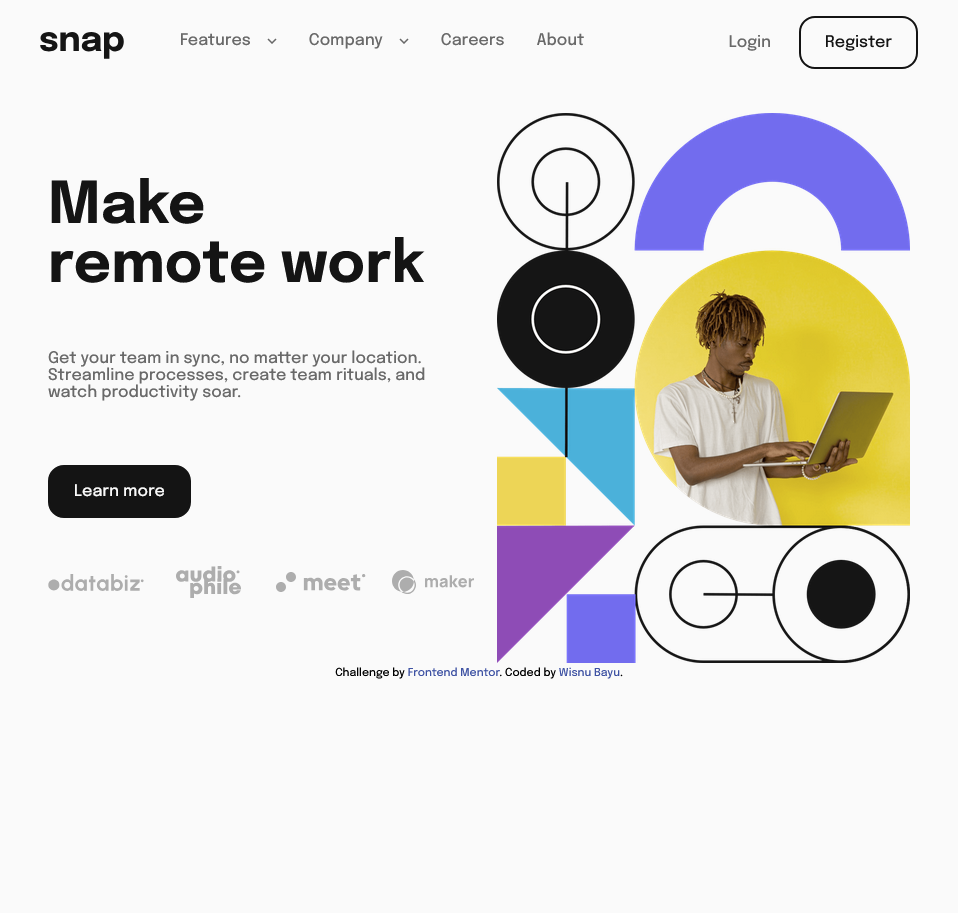 snap
Features
Company
Careers
About
Login
Register
Make
remote work
Get your team in sync, no matter your location.
Streamline processes, create team rituals, and
watch productivity soar.
Learn more
databiz
audio
phile
meet
maker
Challenge by Frontend Mentor. Coded by Wisnu Bayu.